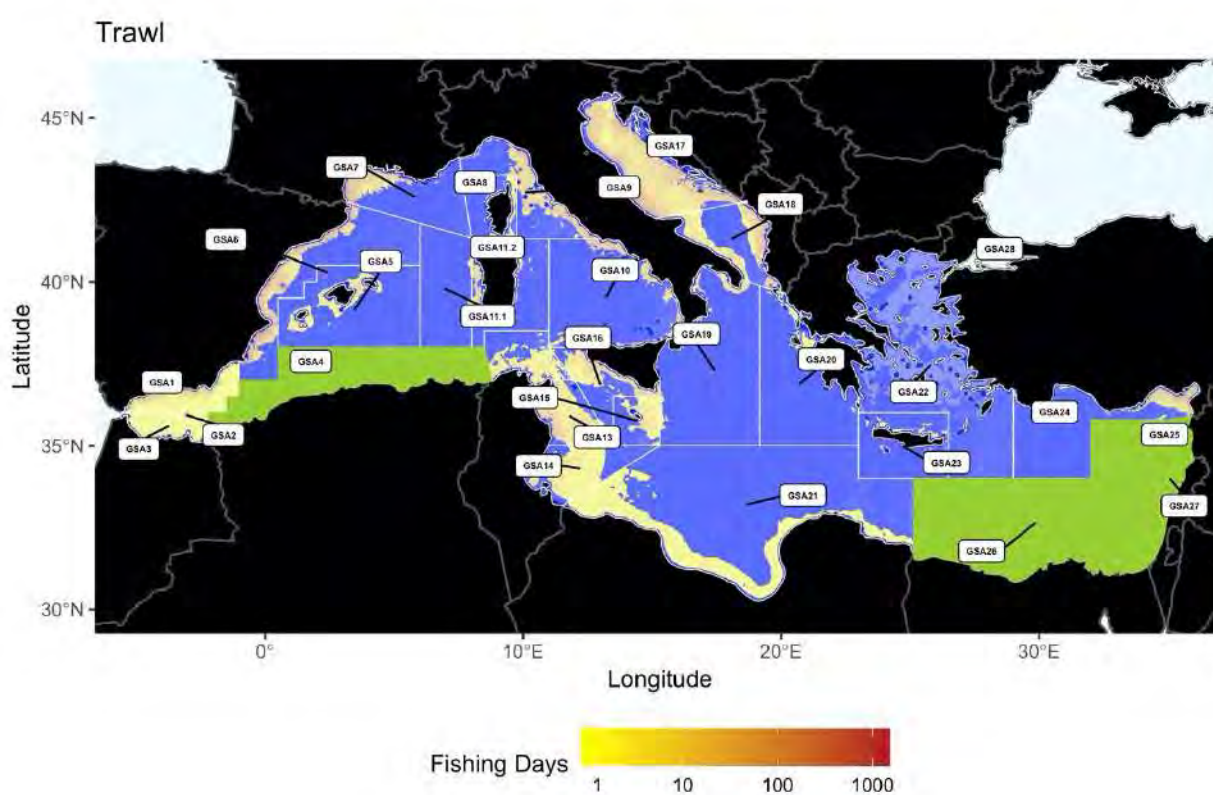 Trawl
45°N
40°N
35°N
30°N
Latitude
GSA17
GSA7
GSA8
GSA9
GSA18
GSA6
GSA5
GSA11.2
GSA28
GSA10
GSA11.1
GSA19
GSA16
GSA4
GSA20
GSA1
GSA22
GSA15
GSA24
GSA3
GSA2
GSA13
GSA25
GSA14
GSA23
GSA21
GSA27
GSA26
0°
10°E
20°E
30°E
Longitude
Fishing Days
1
10
100
1000